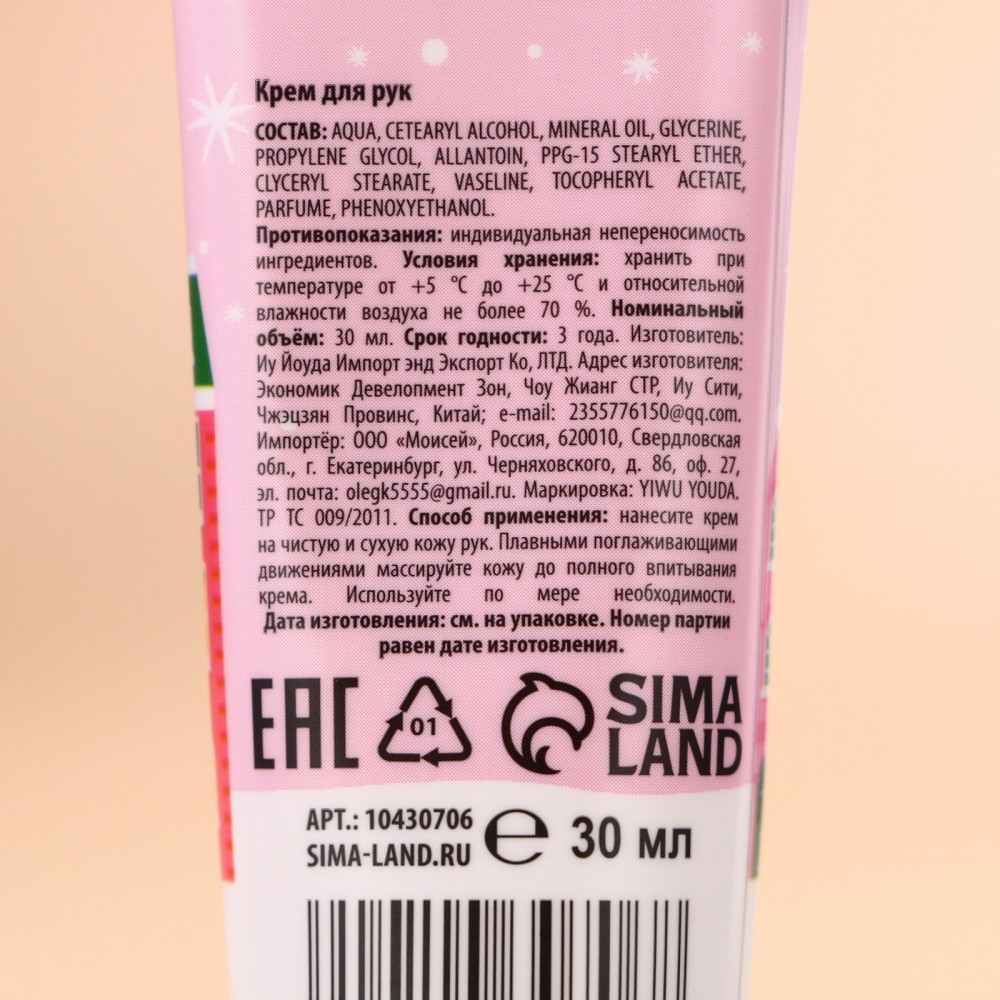 Крем для рук
СОСТАВ: AQUA, CETEARYL ALCOHOL, MINERAL OIL, GLYCERINE,
PROPYLENE GLYCOL, ALLANTOIN, PPG-15 STEARYL ETHER,
CLYCERYL STEARATE, VASELINE, TOCOPHERYL ACETATE,
PARFUME, PHENOXYETHANOL.
Противопоказания: индивидуальная непереносимость
ингредиентов. Условия хранения: хранить при
температуре от +5 °C до +25 °C и относительной
влажности воздуха не более 70 %. Номинальный
объём: 30 мл. Срок годности: 3 года. Изготовитель:
Иу Йоуда Импорт энд Экспорт Ко, ЛТД. Адрес изготовителя:
Экономик Девелопмент Зон, Чоу Жианг СТР, Иу Сити,
Чжэцзян Провинс, Китай; e-mail: 2355776150@qq.com.
Импортёр: ООО «Моисей», Россия, 620010, Свердловская
обл., г. Екатеринбург, ул. Черняховского, д. 86, оф. 27,
эл. почта: olegk5555@gmail.ru. Маркировка: YIWU YOUDA.
ТР ТС 009/2011. Способ применения: нанесите крем
на чистую и сухую кожу рук. Плавными поглаживающими
движениями массируйте кожу до полного впитывания
крема. Используйте по мере необходимости.
Дата изготовления: см. на упаковке. Номер партии
равен дате изготовления.
EAC 01 SIMA
LAND
АРТ.: 10430706
SIMA-LAND.RU
℮ 30 мл